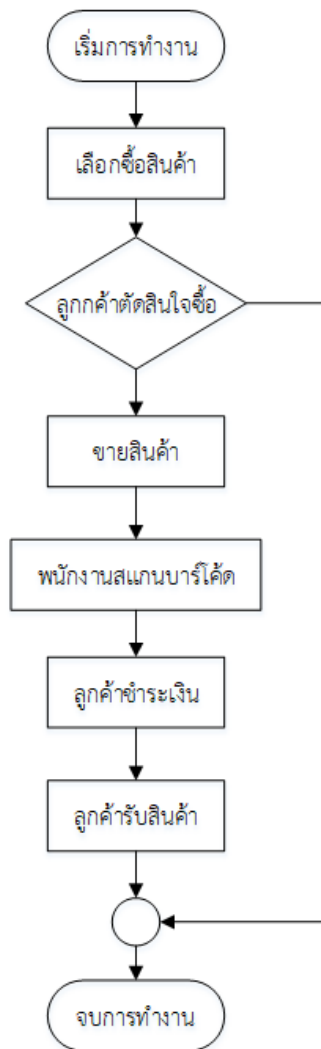 เริ่มการทำงาน
เลือกซื้อสินค้า
ลูกกค้าตัดสินใจซื้อ
ขายสินค้า
พนักงานสแกนบาร์โค้ด
ลูกค้าชำระเงิน
ลูกค้ารับสินค้า
จบการทำงาน